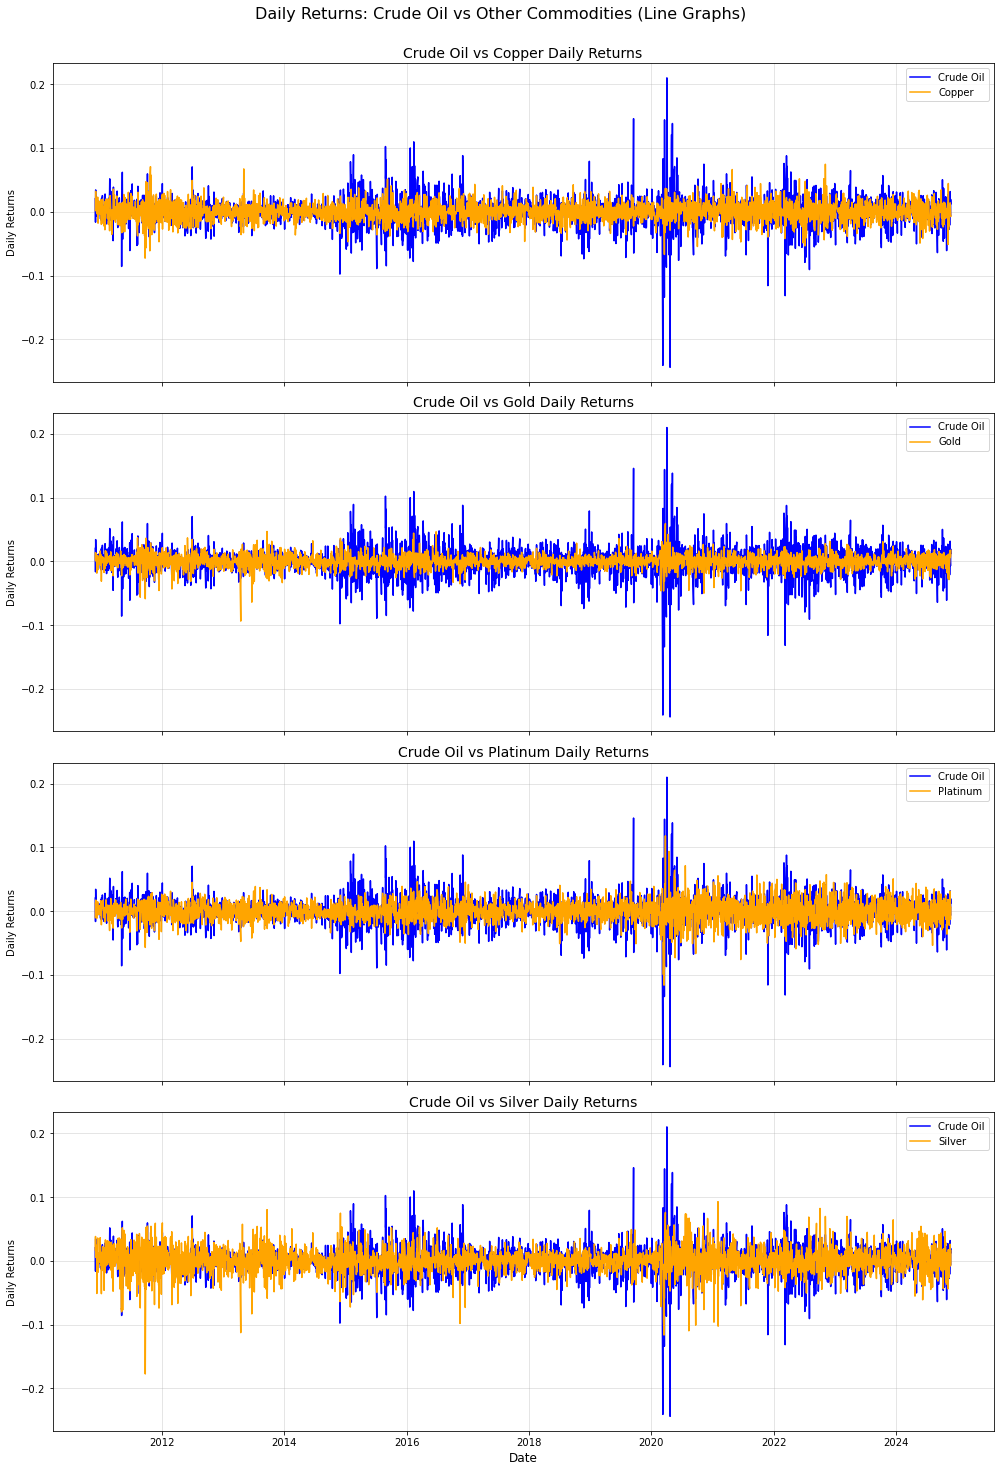 Daily Returns: Crude Oil vs Other Commodities (Line Graphs)
Crude Oil vs Copper Daily Returns
Crude Oil
Copper
Daily Returns
0.2
0.1
0.0
−0.1
−0.2
Crude Oil vs Gold Daily Returns
Crude Oil
Gold
Daily Returns
0.2
0.1
0.0
−0.1
−0.2
Crude Oil vs Platinum Daily Returns
Crude Oil
Platinum
Daily Returns
0.2
0.1
0.0
−0.1
−0.2
Crude Oil vs Silver Daily Returns
Crude Oil
Silver
Daily Returns
0.2
0.1
0.0
−0.1
−0.2
2012 2014 2016 2018 2020 2022 2024
Date